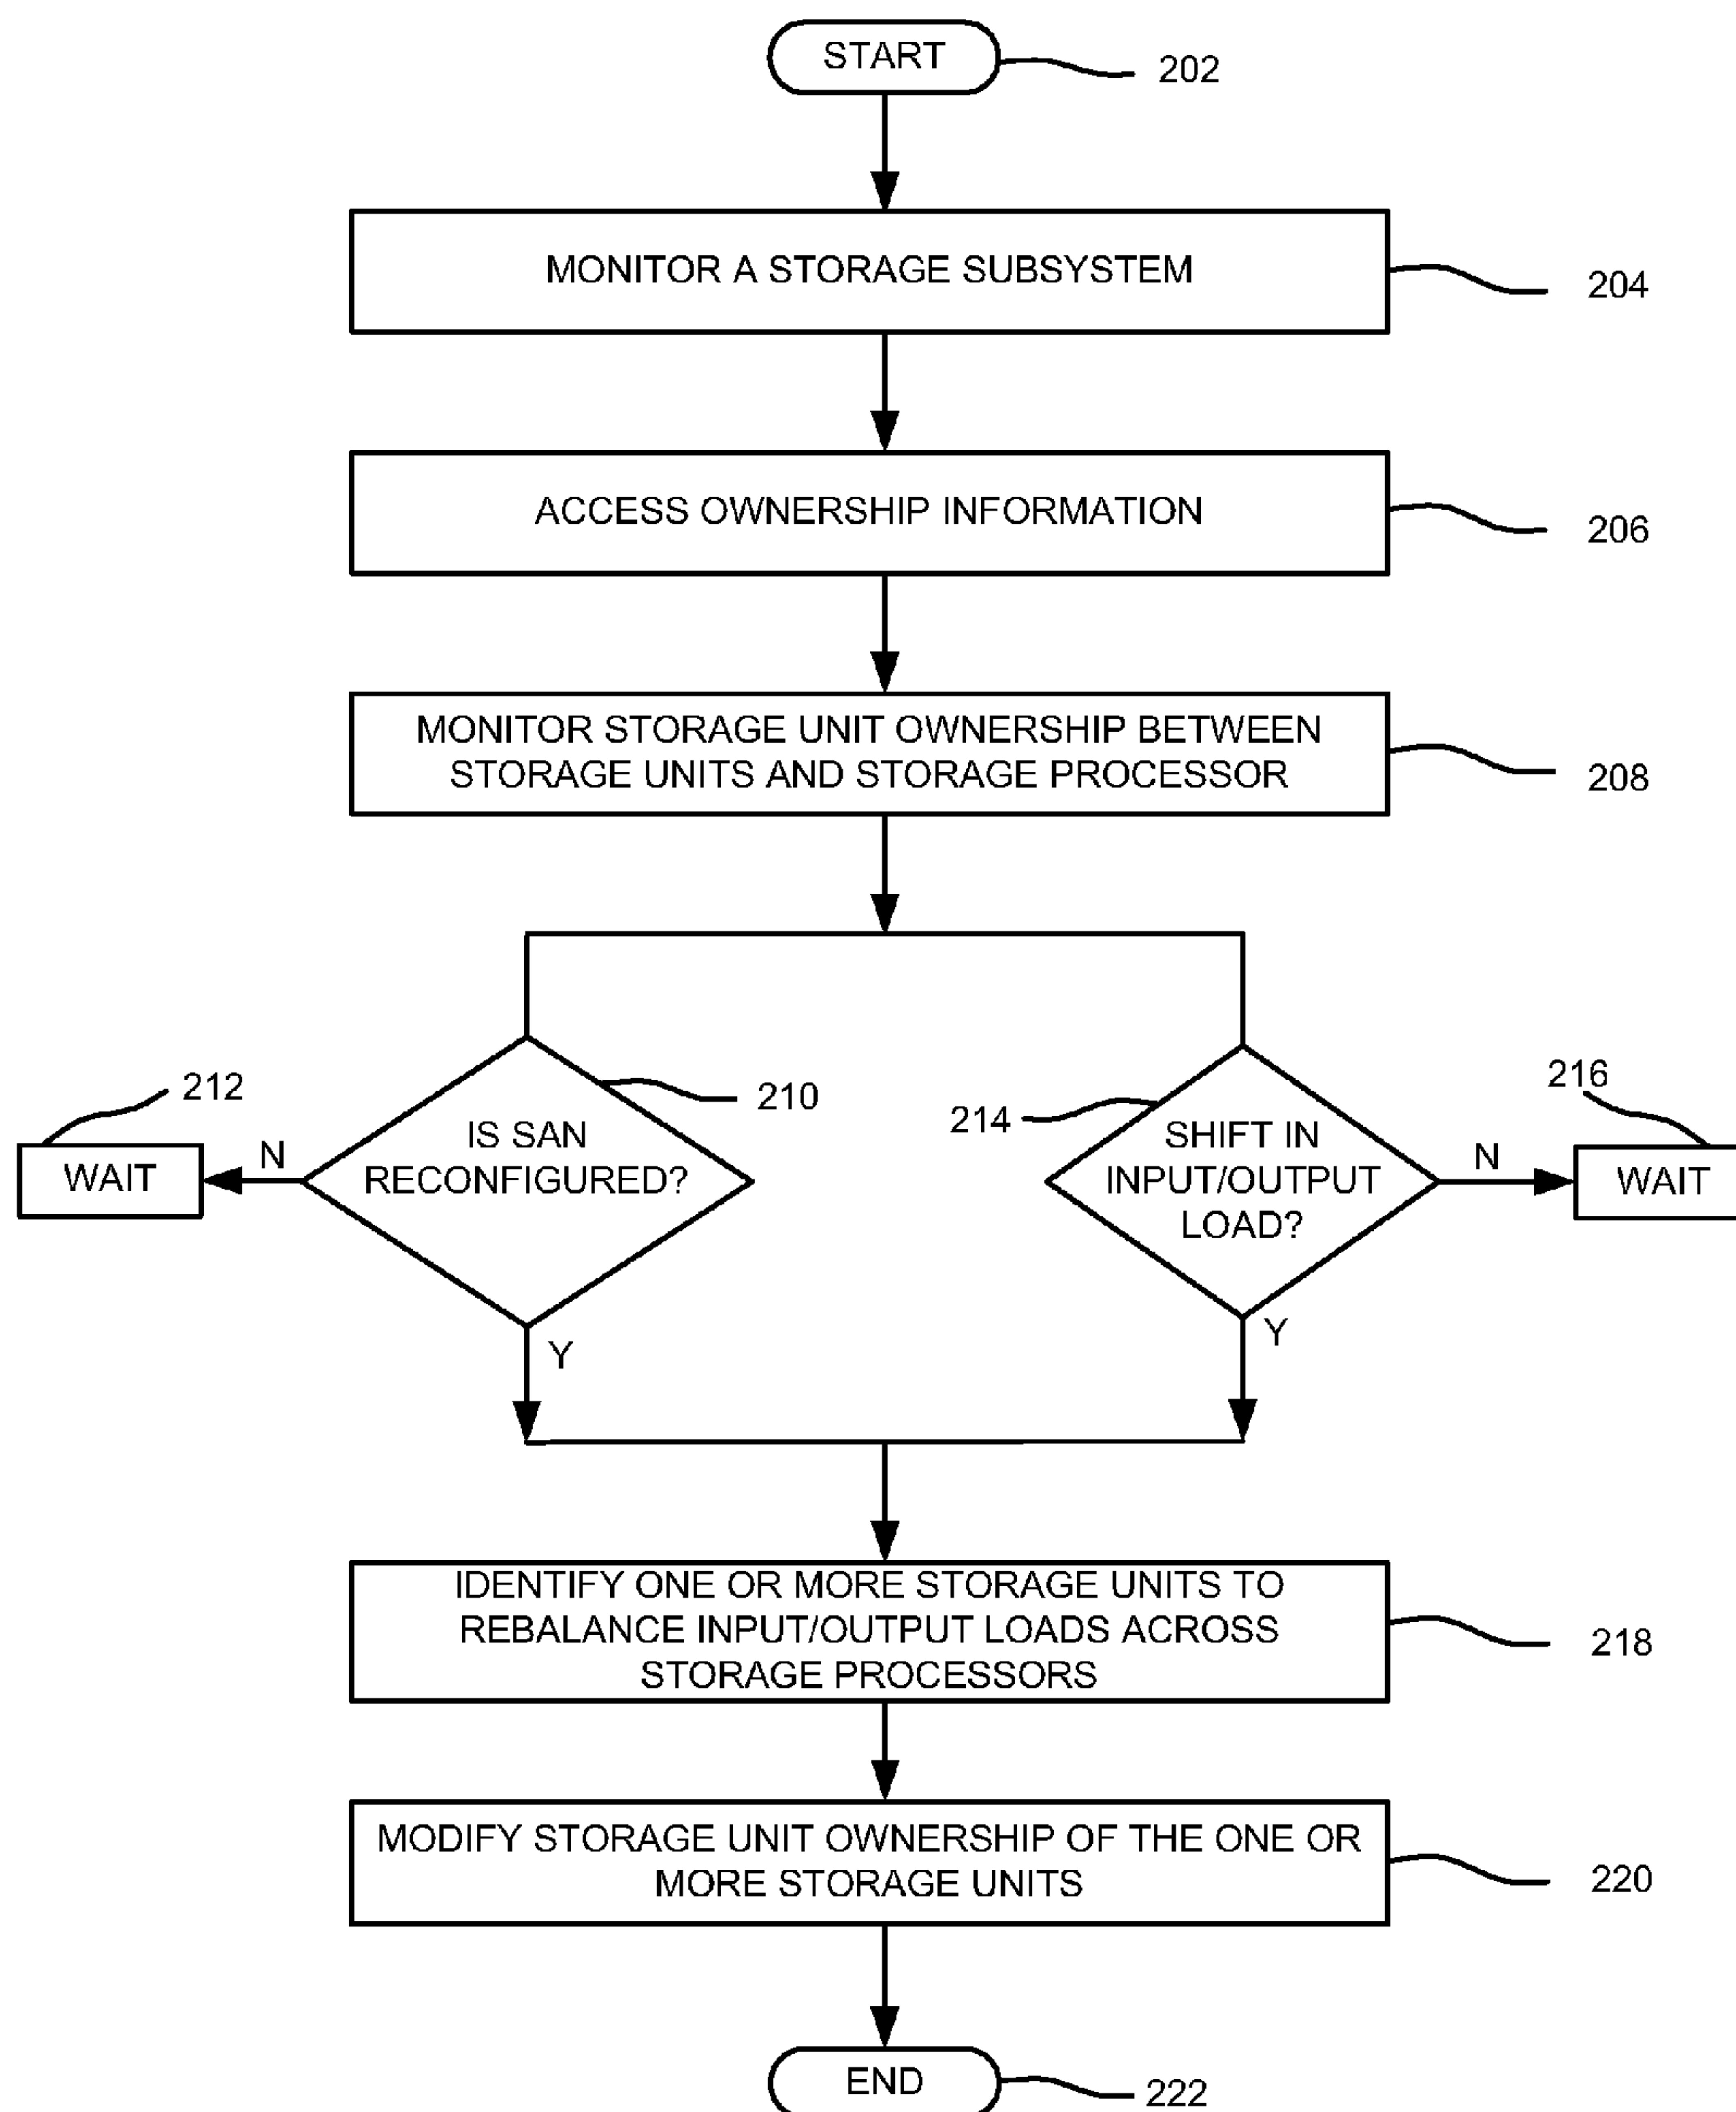 START
202
MONITOR A STORAGE SUBSYSTEM
204
ACCESS OWNERSHIP INFORMATION
206
MONITOR STORAGE UNIT OWNERSHIP BETWEEN
STORAGE UNITS AND STORAGE PROCESSOR
208
212
WAIT
N
210
IS SAN
RECONFIGURED?
Y
214
SHIFT IN
INPUT/OUTPUT
LOAD?
N
216
WAIT
Y
IDENTIFY ONE OR MORE STORAGE UNITS TO
REBALANCE INPUT/OUTPUT LOADS ACROSS
STORAGE PROCESSORS
218
MODIFY STORAGE UNIT OWNERSHIP OF THE ONE OR
MORE STORAGE UNITS
220
END
222